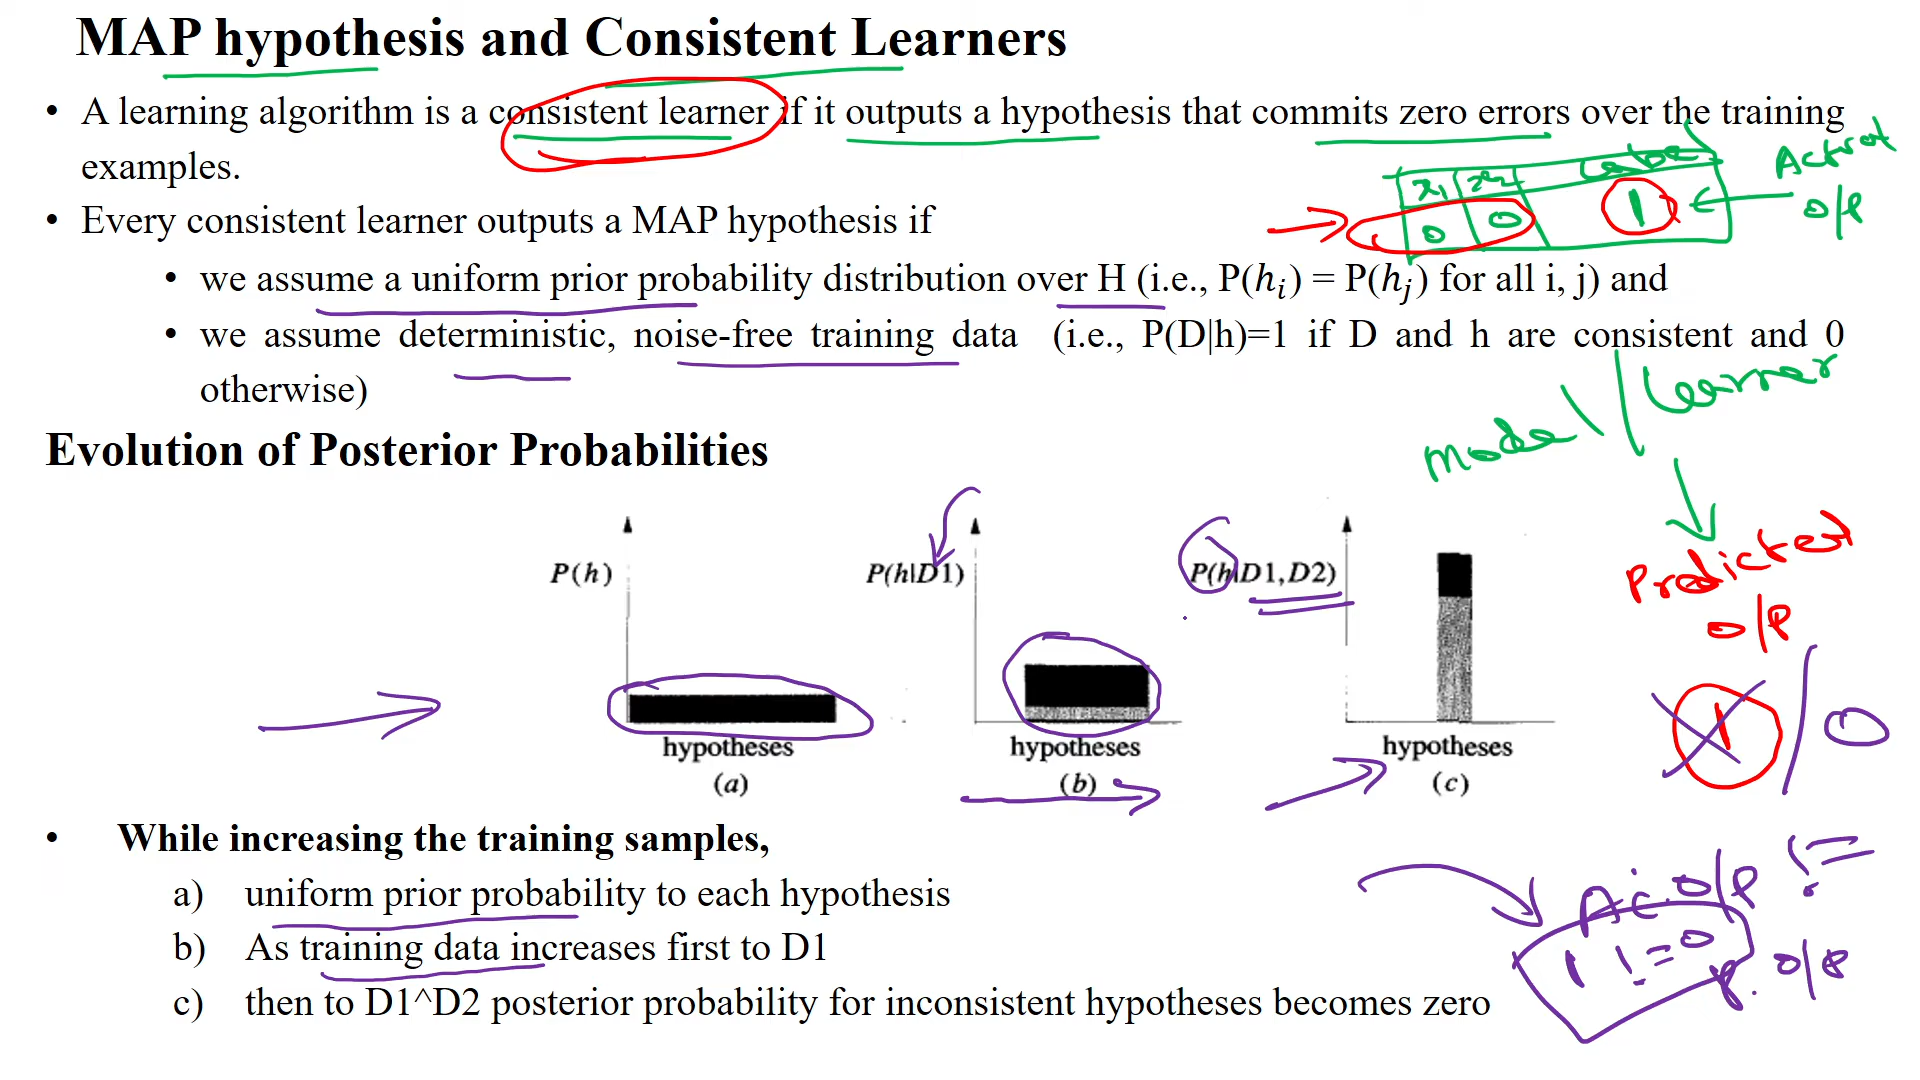 MAP hypothesis and Consistent Learners
• A learning algorithm is a consistent learner if it outputs a hypothesis that commits zero errors over the training
examples.
x1 x2 Label
Actual
o/p
0 0 1
• Every consistent learner outputs a MAP hypothesis if
• we assume a uniform prior probability distribution over H (i.e., P(hᵢ) = P(hⱼ) for all i, j) and
• we assume deterministic, noise-free training data (i.e., P(D|h)=1 if D and h are consistent and 0
otherwise)
model / Learner
Evolution of Posterior Probabilities
Predicted
o/p
1 / 0
P(h)
hypotheses
(a)
P(h|D1)
hypotheses
(b)
P(h|D1,D2)
hypotheses
(c)
• While increasing the training samples,
a) uniform prior probability to each hypothesis
b) As training data increases first to D1
c) then to D1^D2 posterior probability for inconsistent hypotheses becomes zero
Ac. o/p !=
1 != 0
P. o/p